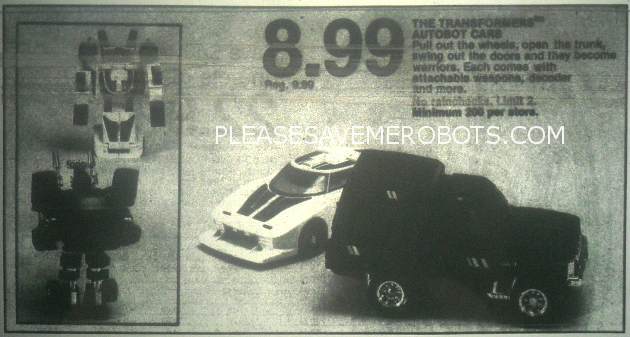 8.99
Reg. 9.99
THE TRANSFORMERS™
AUTOBOT CARS
Pull out the wheels, open the trunk,
swing out the doors and they become
warriors. Each comes with
attachable weapons, decoder
and more.
No rainchecks. Limit 2.
Minimum 200 per store.
PLEASESAVEMEROBOTS.COM